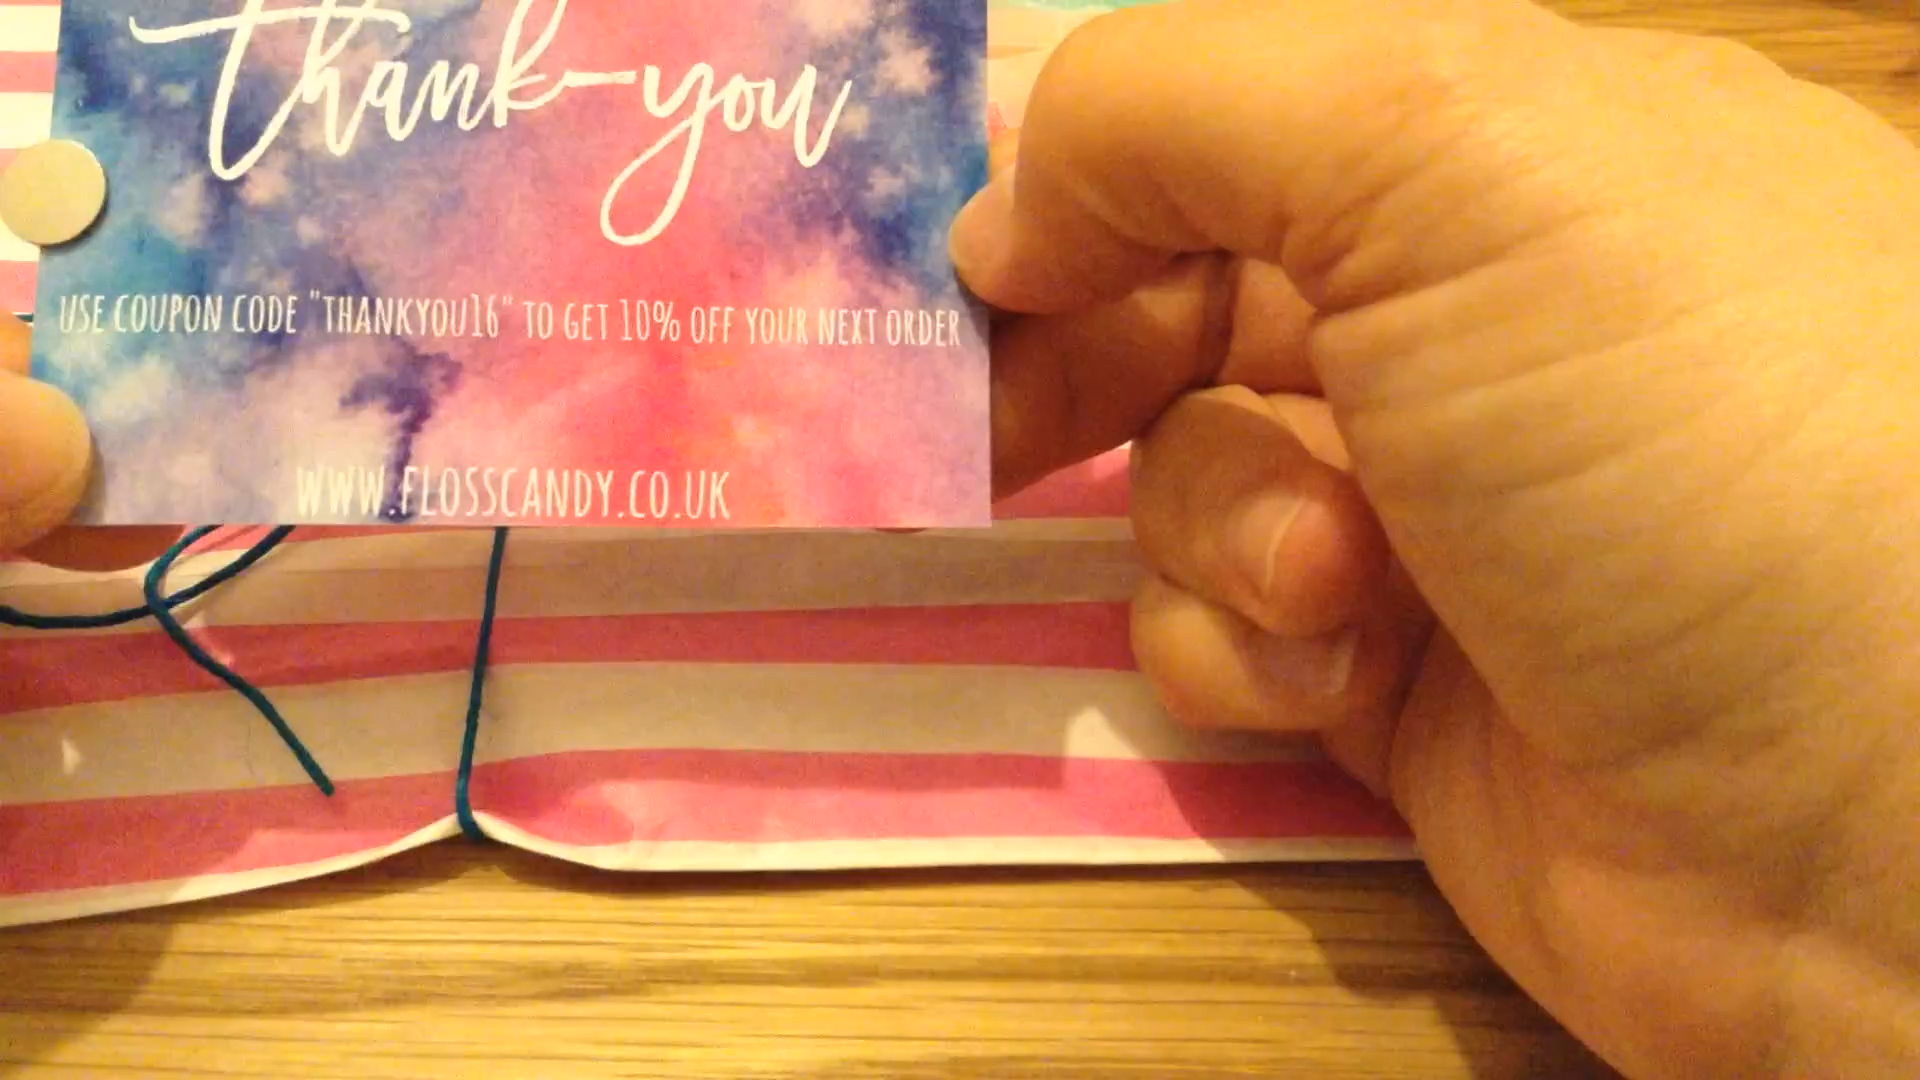 thank-you
USE COUPON CODE "THANKYOU16" TO GET 10% OFF YOUR NEXT ORDER
WWW.FLOSSCANDY.CO.UK